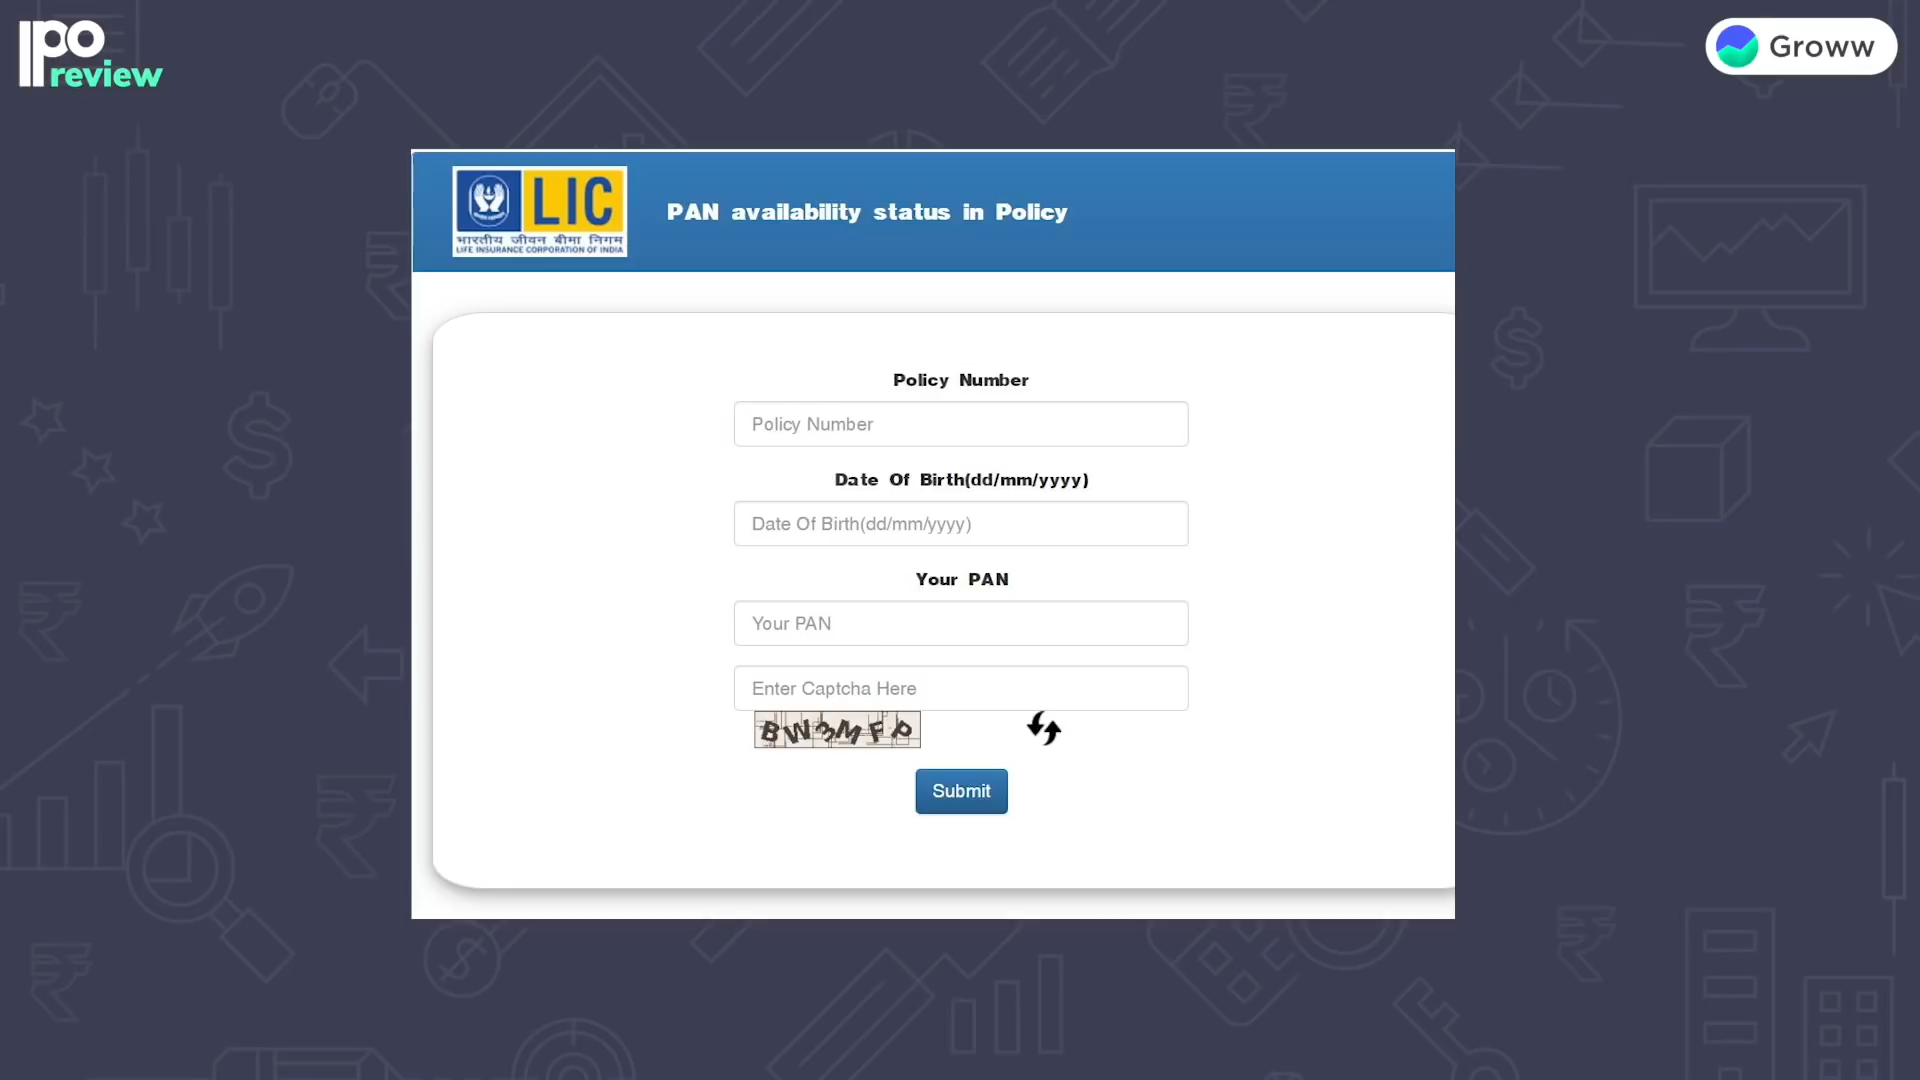 IPO
review
Groww
LIC
भारतीय जीवन बीमा निगम
LIFE INSURANCE CORPORATION OF INDIA
PAN availability status in Policy
Policy Number
Policy Number
Date Of Birth(dd/mm/yyyy)
Date Of Birth(dd/mm/yyyy)
Your PAN
Your PAN
Enter Captcha Here
BW3MFP
Submit